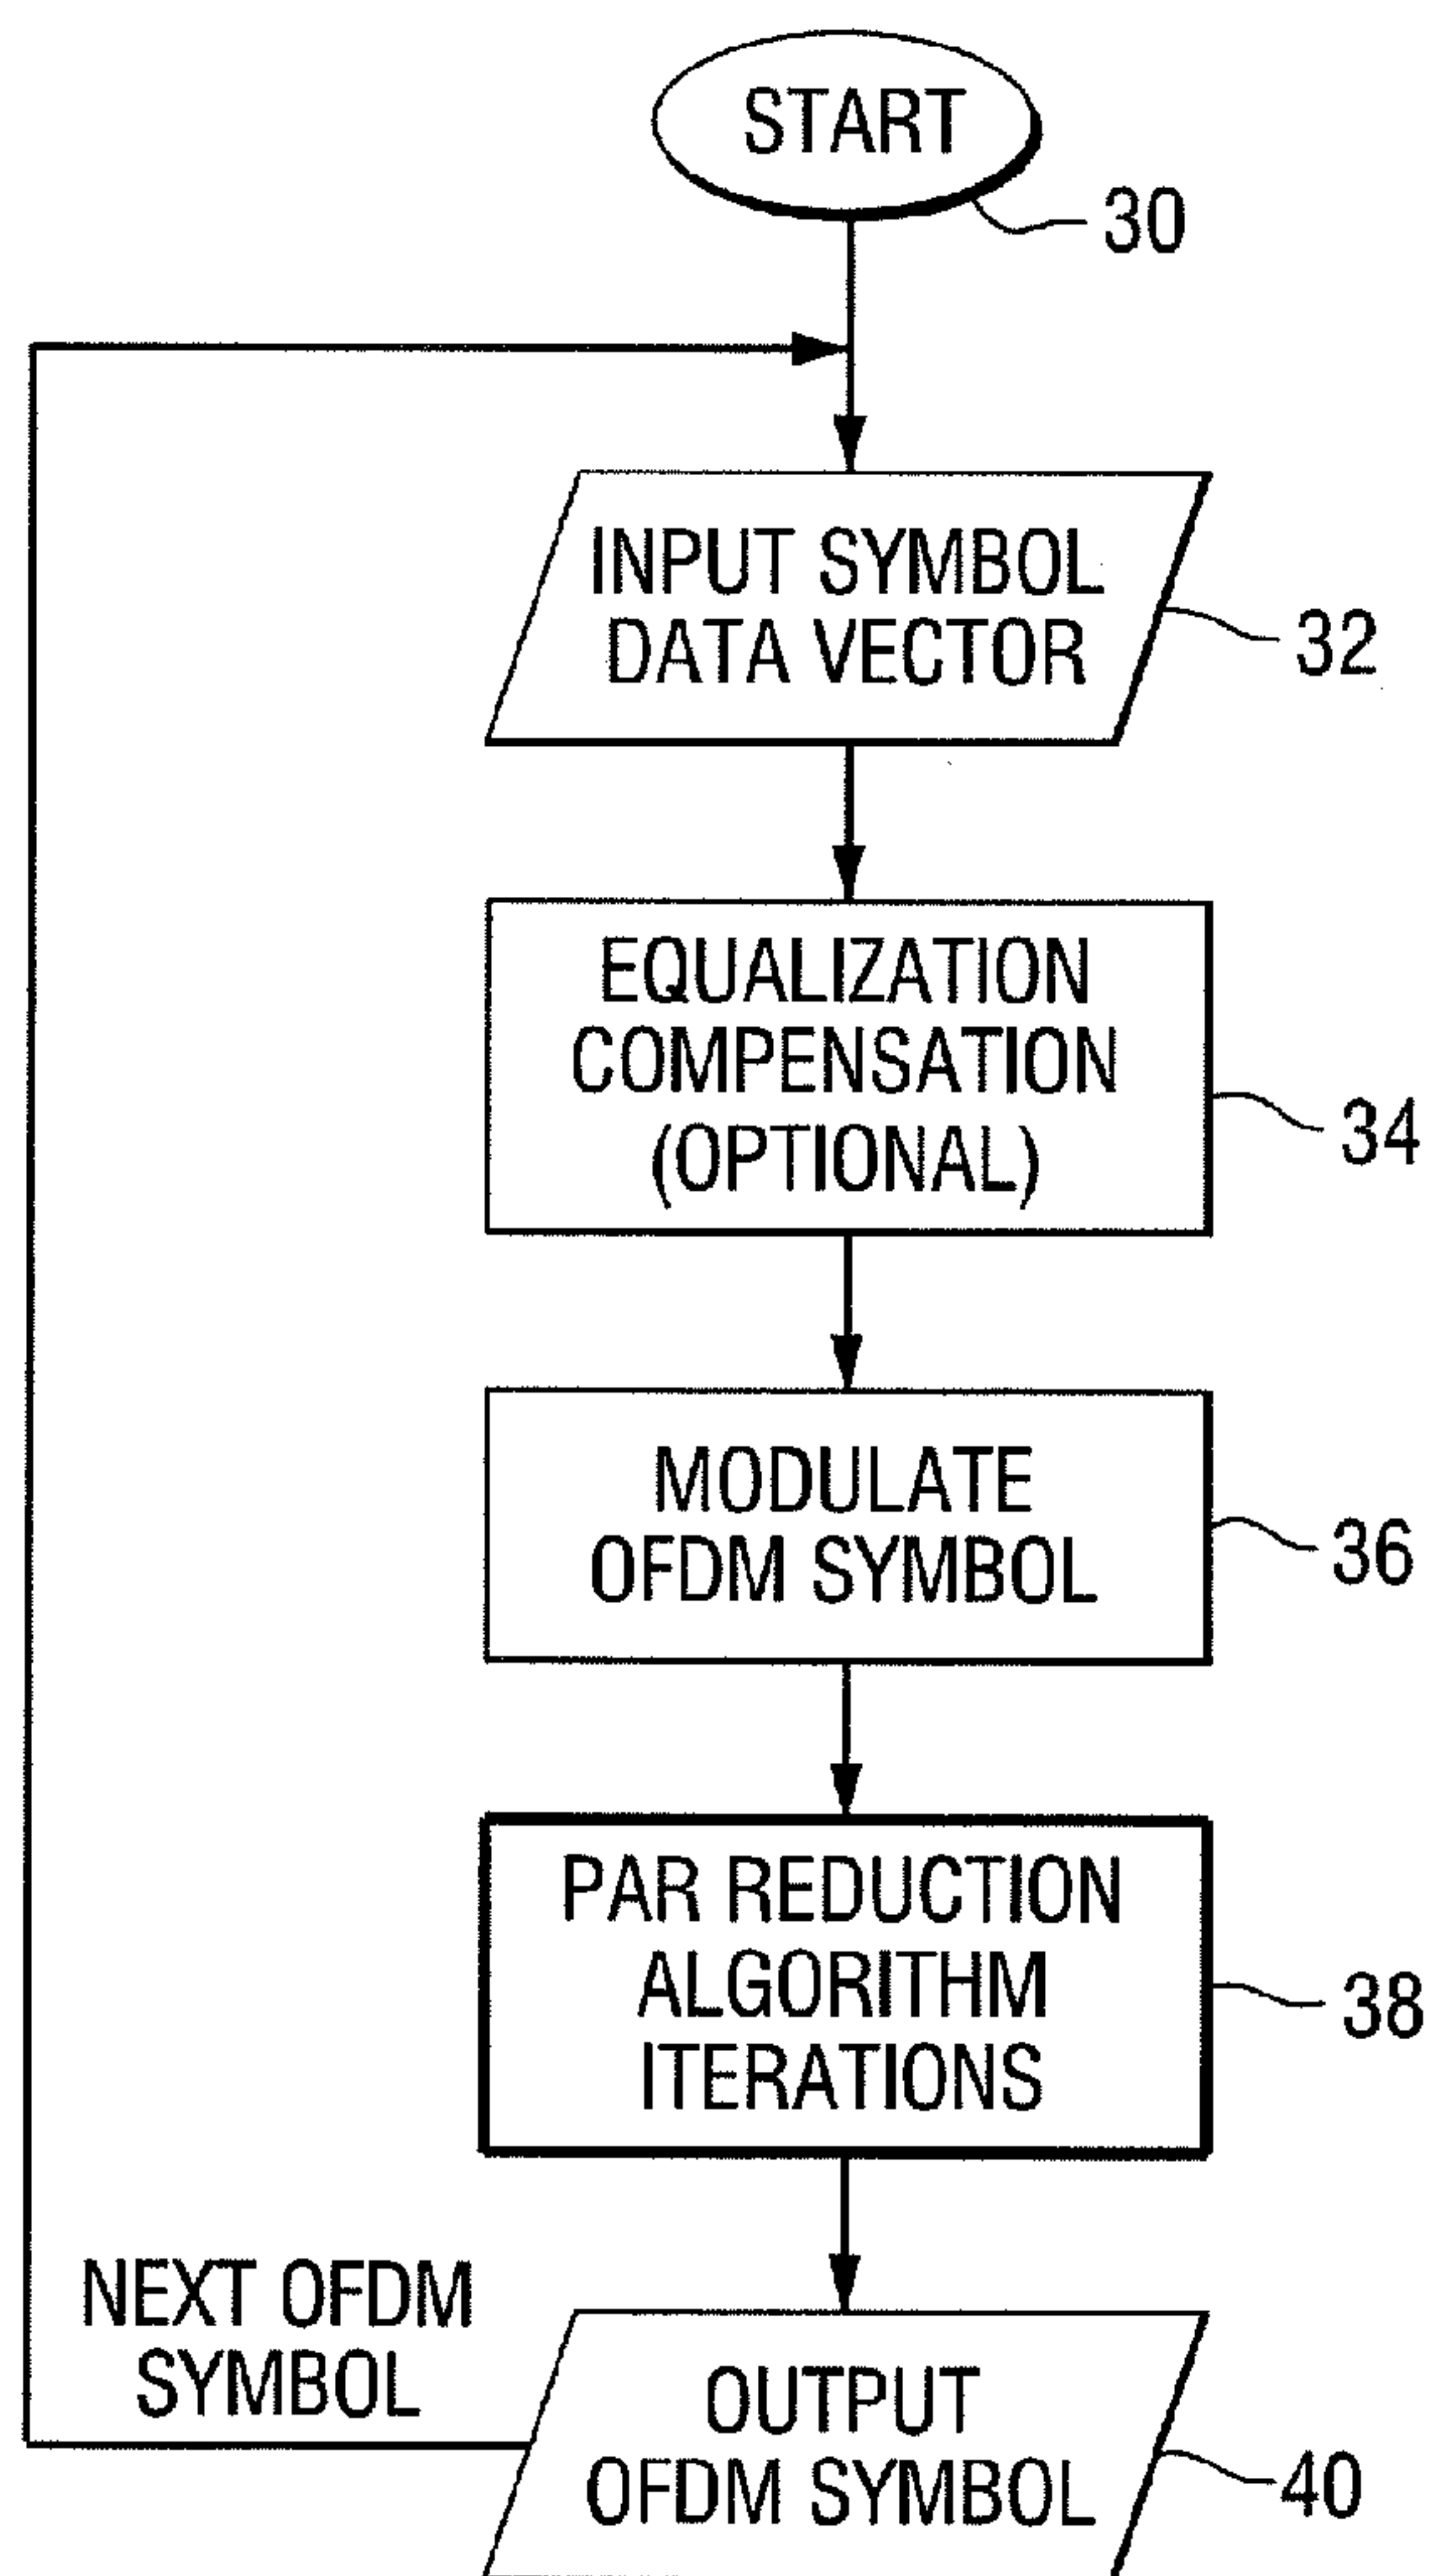 START
30
INPUT SYMBOL
DATA VECTOR
32
EQUALIZATION
COMPENSATION
(OPTIONAL)
34
MODULATE
OFDM SYMBOL
36
PAR REDUCTION
ALGORITHM
ITERATIONS
38
NEXT OFDM
SYMBOL
OUTPUT
OFDM SYMBOL
40